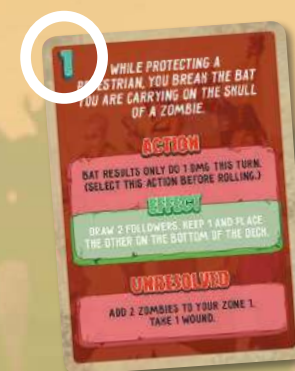 1
WHILE PROTECTING A
PEDESTRIAN, YOU BREAK THE BAT
YOU ARE CARRYING ON THE SKULL
OF A ZOMBIE.
ACTION
BAT RESULTS ONLY DO 1 DMG THIS TURN.
(SELECT THIS ACTION BEFORE ROLLING.)
EFFECT
DRAW 2 FOLLOWERS. KEEP 1 AND PLACE
THE OTHER ON THE BOTTOM OF THE DECK.
UNRESOLVED
ADD 2 ZOMBIES TO YOUR ZONE 1.
TAKE 1 WOUND.